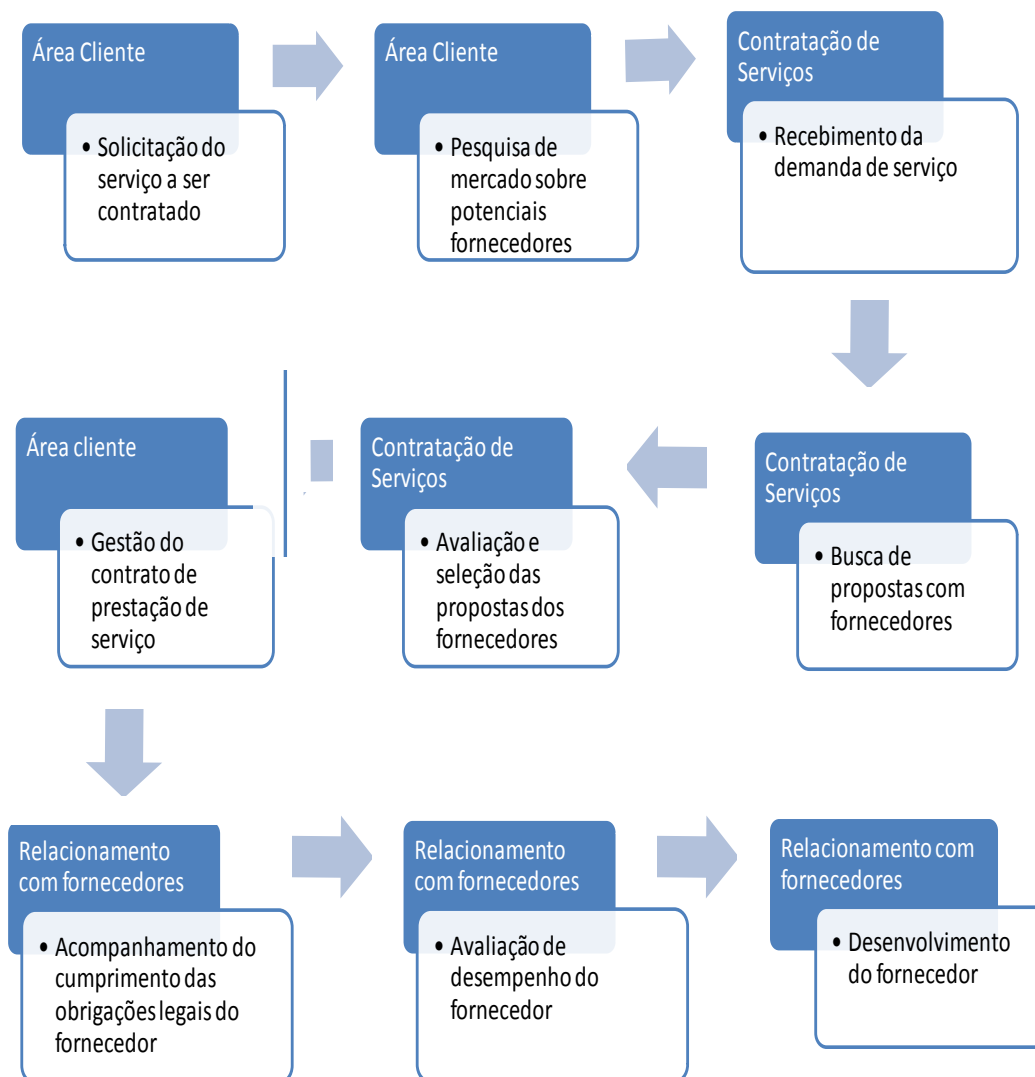 Área Cliente
• Solicitação do
serviço a ser
contratado
Área Cliente
• Pesquisa de
mercado sobre
potenciais
fornecedores
Contratação de
Serviços
• Recebimento da
demanda de serviço
Contratação de
Serviços
• Busca de
propostas com
fornecedores
Contratação de
Serviços
• Avaliação e
seleção das
propostas dos
fornecedores
Área cliente
• Gestão do
contrato de
prestação de
serviço
Relacionamento
com fornecedores
• Acompanhamento do
cumprimento das
obrigações legais do
fornecedor
Relacionamento
com fornecedores
• Avaliação de
desempenho do
fornecedor
Relacionamento com
fornecedores
• Desenvolvimento
do fornecedor